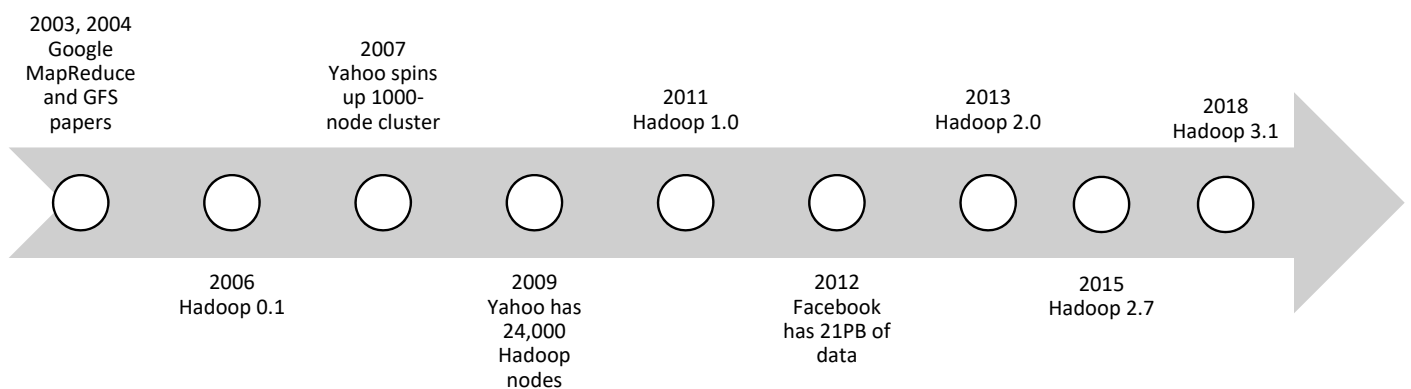 2003, 2004
Google
MapReduce
and GFS
papers
2006
Hadoop 0.1
2007
Yahoo spins
up 1000-
node cluster
2009
Yahoo has
24,000
Hadoop
nodes
2011
Hadoop 1.0
2012
Facebook
has 21PB of
data
2013
Hadoop 2.0
2015
Hadoop 2.7
2018
Hadoop 3.1